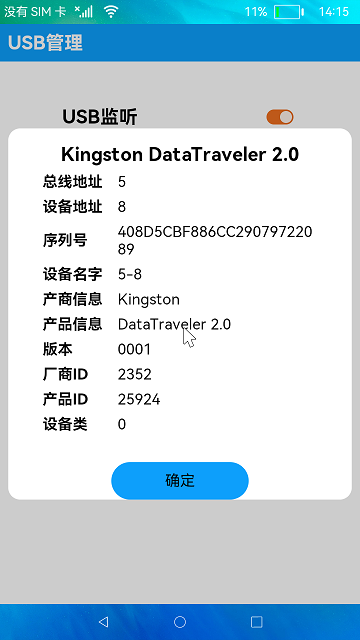 没有 SIM 卡 11% 14:15
USB管理
USB监听
Kingston DataTraveler 2.0
总线地址 5
设备地址 8
序列号 408D5CBF886CC290797220
89
设备名字 5-8
产商信息 Kingston
产品信息 DataTraveler 2.0
版本 0001
厂商ID 2352
产品ID 25924
设备类 0
确定